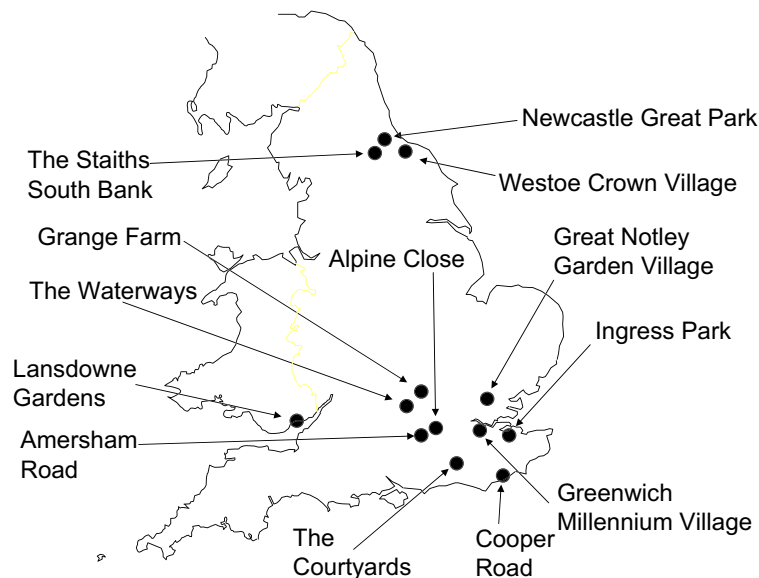 Newcastle Great Park
The Staiths
South Bank
Westoe Crown Village
Grange Farm
Alpine Close
Great Notley
Garden Village
The Waterways
Ingress Park
Lansdowne
Gardens
Amersham
Road
Greenwich
Millennium Village
The
Courtyards
Cooper
Road